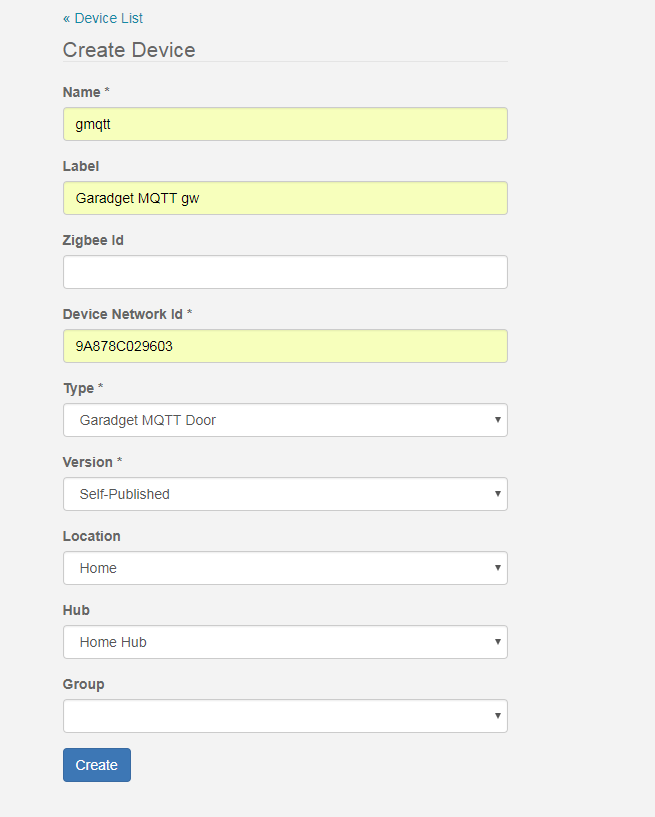 « Device List
Create Device
Name *
gmqtt
Label
Garadget MQTT gw
Zigbee Id
Device Network Id *
9A878C029603
Type *
Garadget MQTT Door
Version *
Self-Published
Location
Home
Hub
Home Hub
Group
Create